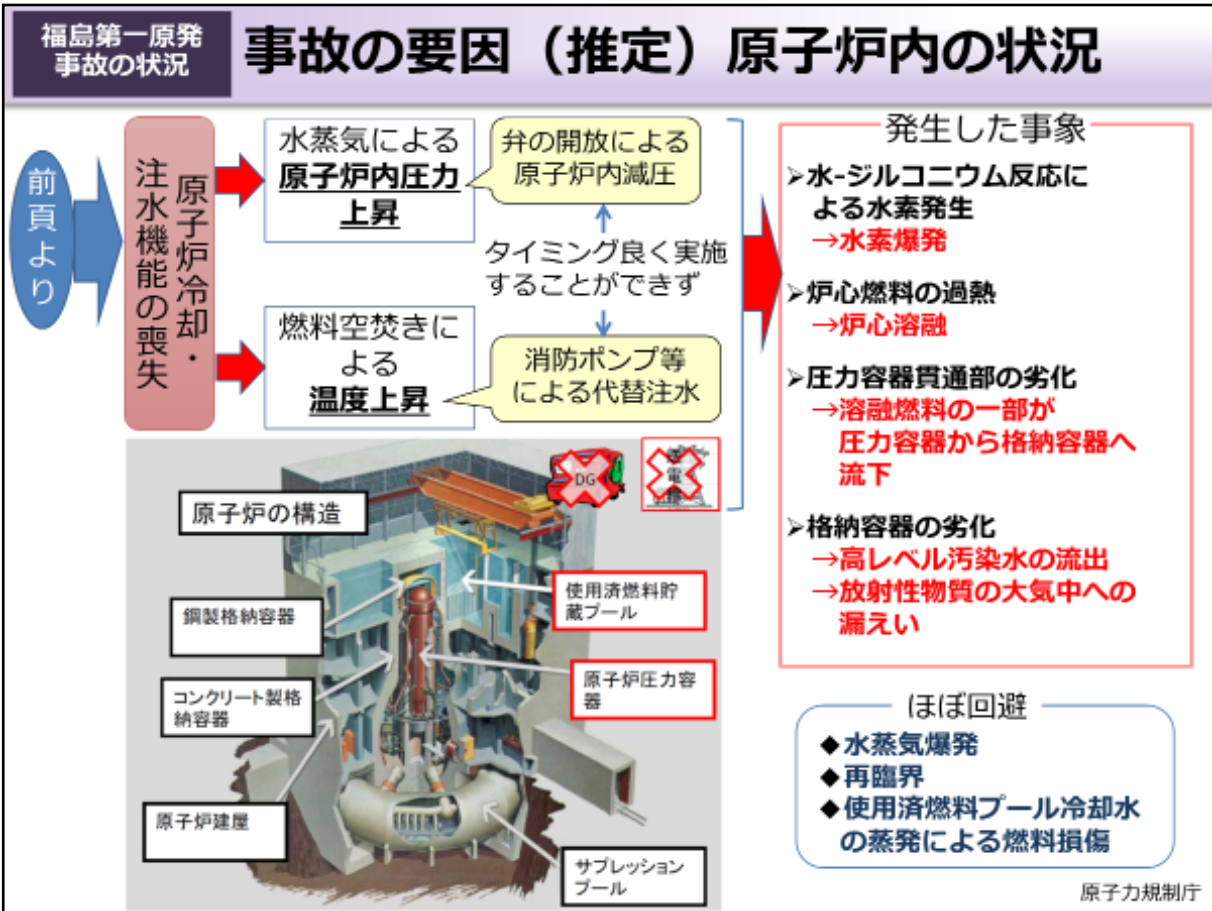 福島第一原発
事故の状況
事故の要因（推定）原子炉内の状況
前頁より
原子炉冷却・
注水機能の喪失
水蒸気による
原子炉内圧力
上昇
弁の開放による
原子炉内減圧
タイミング良く実施
することができず
燃料空焚きに
よる
温度上昇
消防ポンプ等
による代替注水
発生した事象
➢水-ジルコニウム反応に
よる水素発生
→水素爆発
➢炉心燃料の過熱
→炉心溶融
➢圧力容器貫通部の劣化
→溶融燃料の一部が
圧力容器から格納容器へ
流下
➢格納容器の劣化
→高レベル汚染水の流出
→放射性物質の大気中への
漏えい
ほぼ回避
◆水蒸気爆発
◆再臨界
◆使用済燃料プール冷却水
の蒸発による燃料損傷
DG
電
原子炉の構造
鋼製格納容器
コンクリート製格
納容器
原子炉建屋
使用済燃料貯
蔵プール
原子炉圧力容
器
サプレッション
プール
原子力規制庁